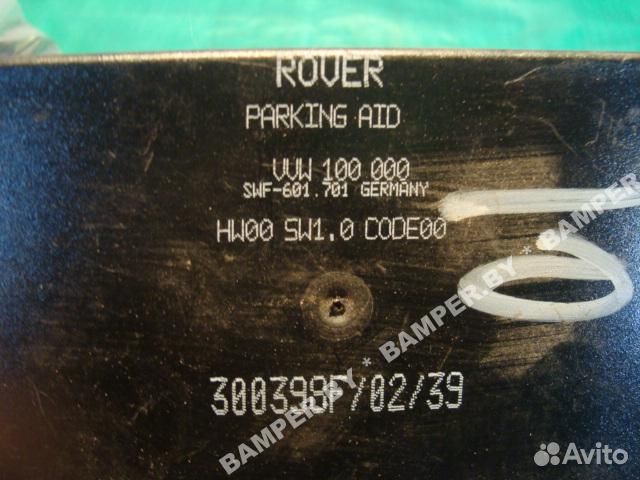 ROVER
PARKING AID
VVW 100 000
SWF-601.701 GERMANY
HW00 SW1.0 CODE00
300398F/02/39
BAMPER.BY * BAMPER.BY * BAMPER
Avito